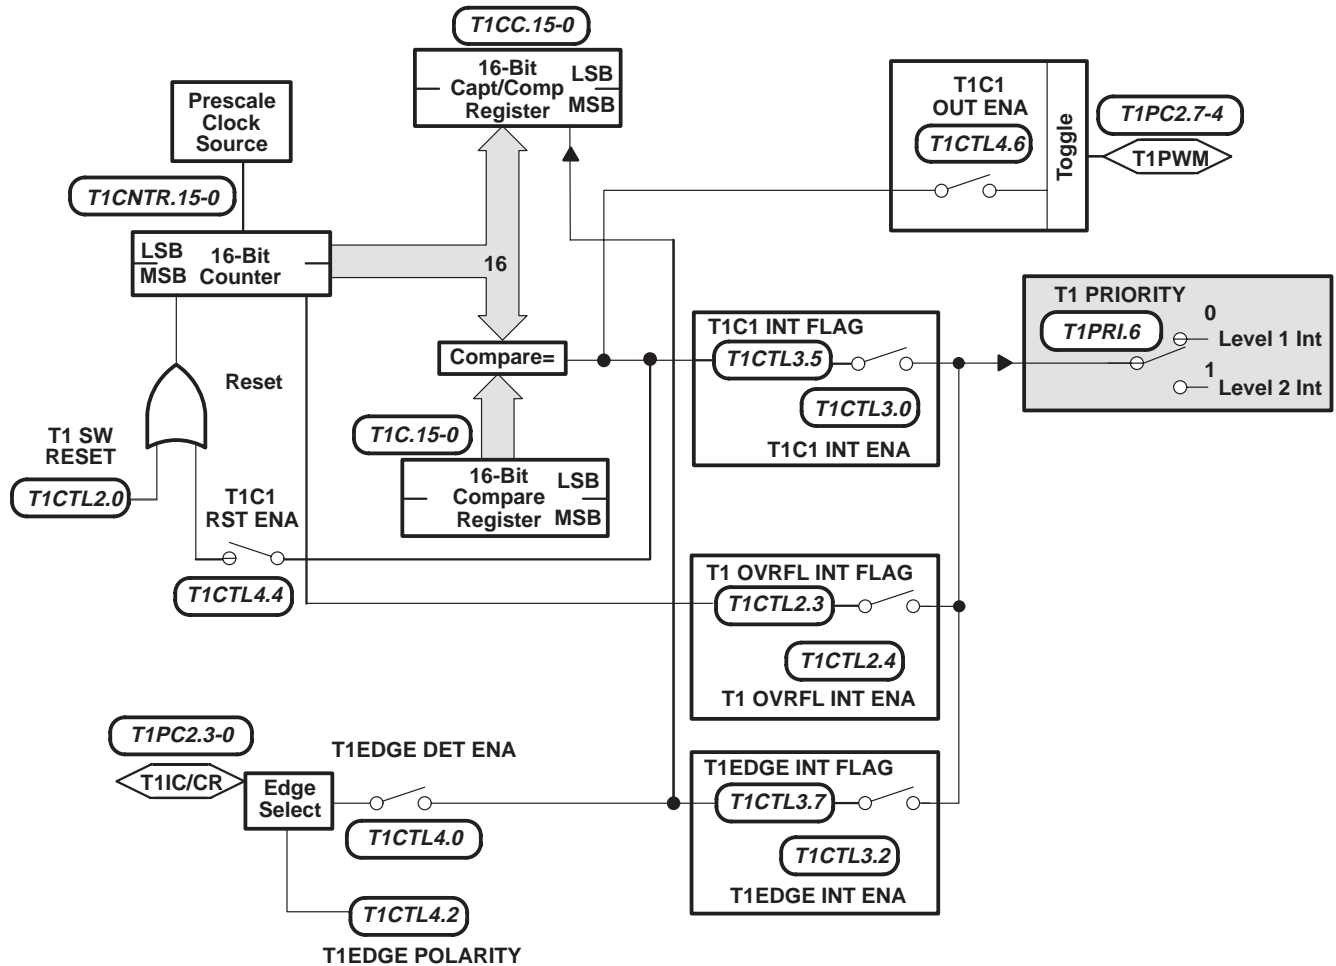 T1CC.15-0
16-Bit
Capt/Comp
Register
LSB
MSB
Prescale
Clock
Source
T1CNTR.15-0
LSB
MSB
16-Bit
Counter
16
T1C1
OUT ENA
T1CTL4.6
Toggle
T1PC2.7-4
T1PWM
T1 PRIORITY
T1PRI.6
0
Level 1 Int
1
Level 2 Int
Compare=
T1C1 INT FLAG
T1CTL3.5
T1CTL3.0
T1C1 INT ENA
Reset
T1 SW
RESET
T1CTL2.0
T1C.15-0
16-Bit
Compare
Register
LSB
MSB
T1C1
RST ENA
T1CTL4.4
T1 OVRFL INT FLAG
T1CTL2.3
T1CTL2.4
T1 OVRFL INT ENA
T1PC2.3-0
T1IC/CR
Edge
Select
T1EDGE DET ENA
T1CTL4.0
T1EDGE INT FLAG
T1CTL3.7
T1CTL3.2
T1EDGE INT ENA
T1CTL4.2
T1EDGE POLARITY